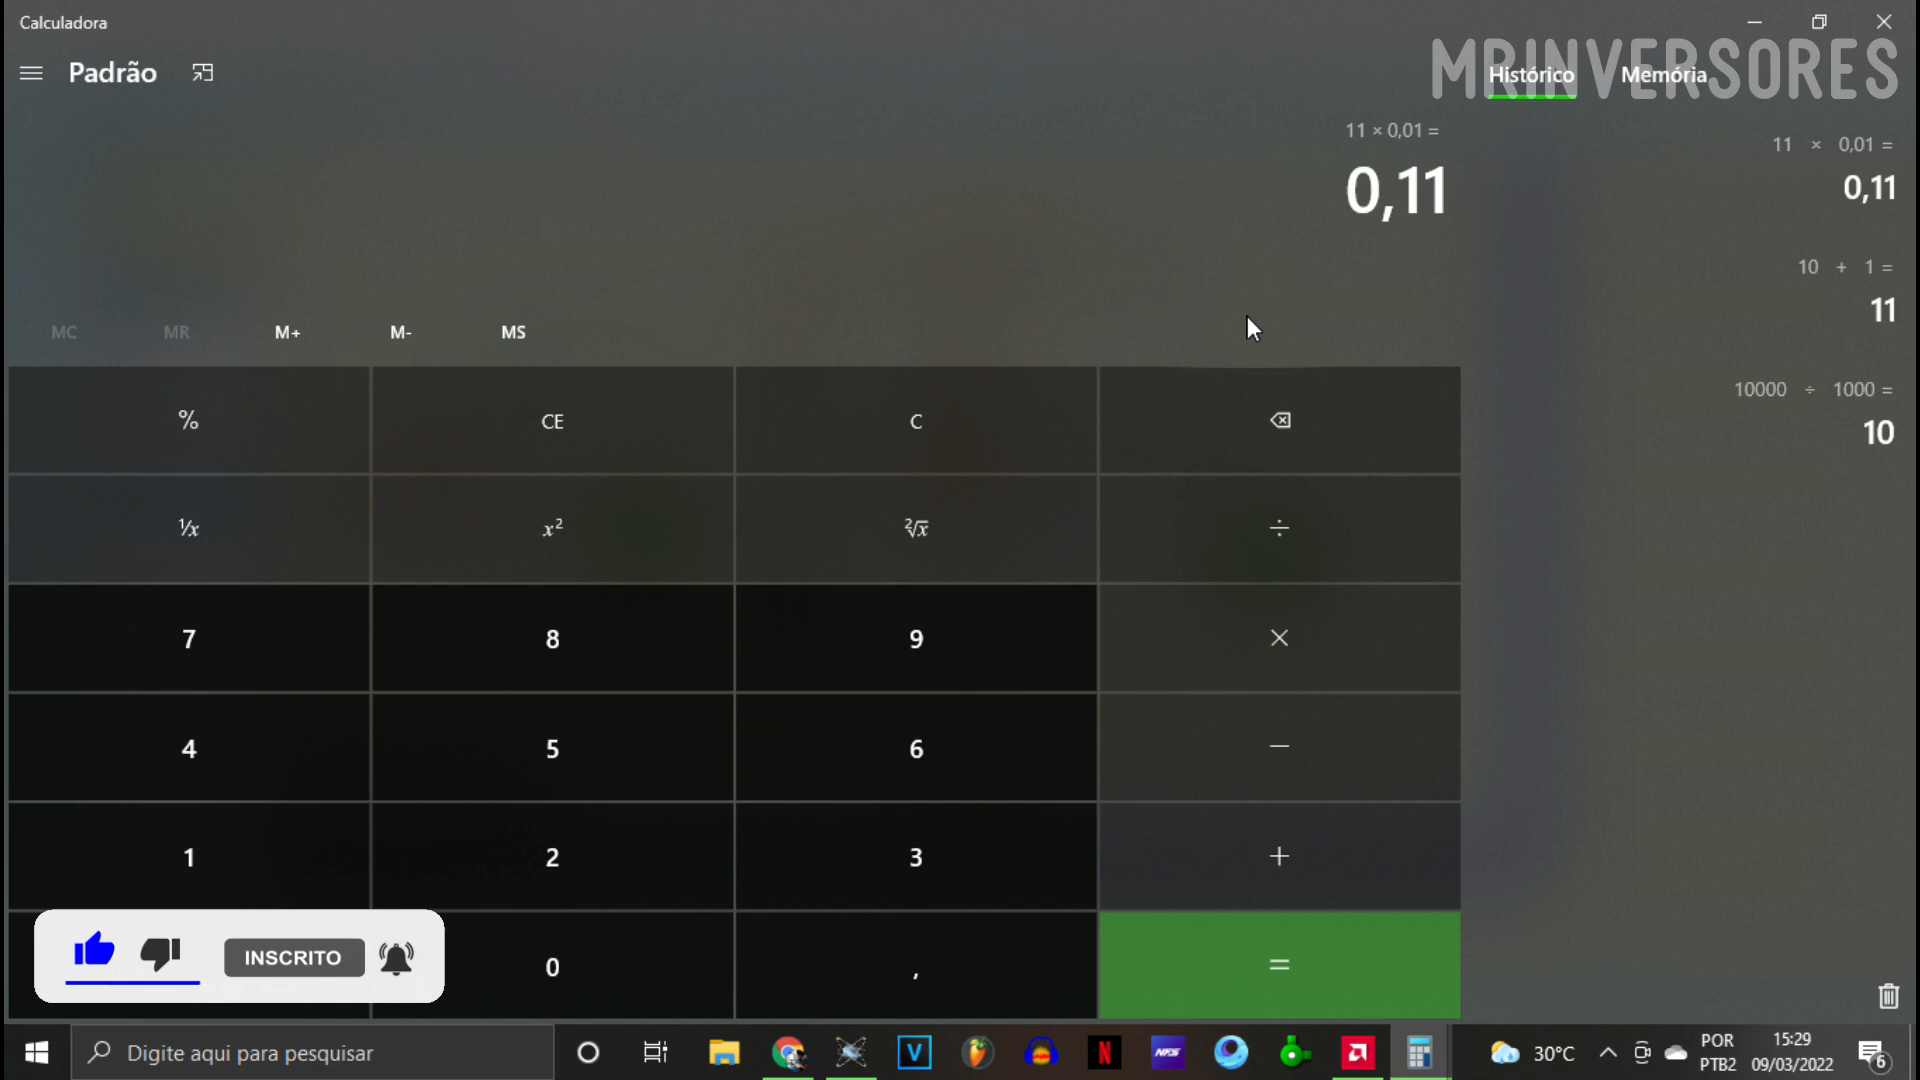 Calculadora
Padrão
MRINVERSORES
Histórico
Memória
11 × 0,01 =
0,11
11 × 0,01 =
0,11
10 + 1 =
11
10000 ÷ 1000 =
10
MC MR M+ M- MS
% CE C
¹/x x² ²√x ÷
7 8 9 ×
4 5 6 −
1 2 3 +
0 , =
INSCRITO
Digite aqui para pesquisar
V
N
NFS
30°C
POR
PTB2
15:29
09/03/2022
6